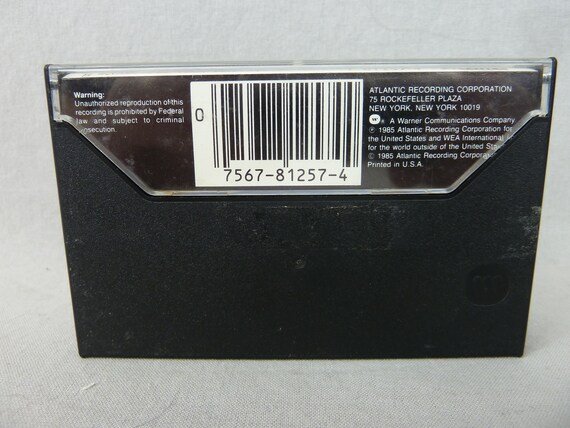 Warning:
Unauthorized reproduction of this
recording is prohibited by Federal
law and subject to criminal
prosecution.
0
7567-81257-4
ATLANTIC RECORDING CORPORATION
75 ROCKEFELLER PLAZA
NEW YORK, NEW YORK 10019
A Warner Communications Company
℗ 1985 Atlantic Recording Corporation for
the United States and WEA International
for the world outside of the United
© 1985 Atlantic Recording
Printed in U.S.A.